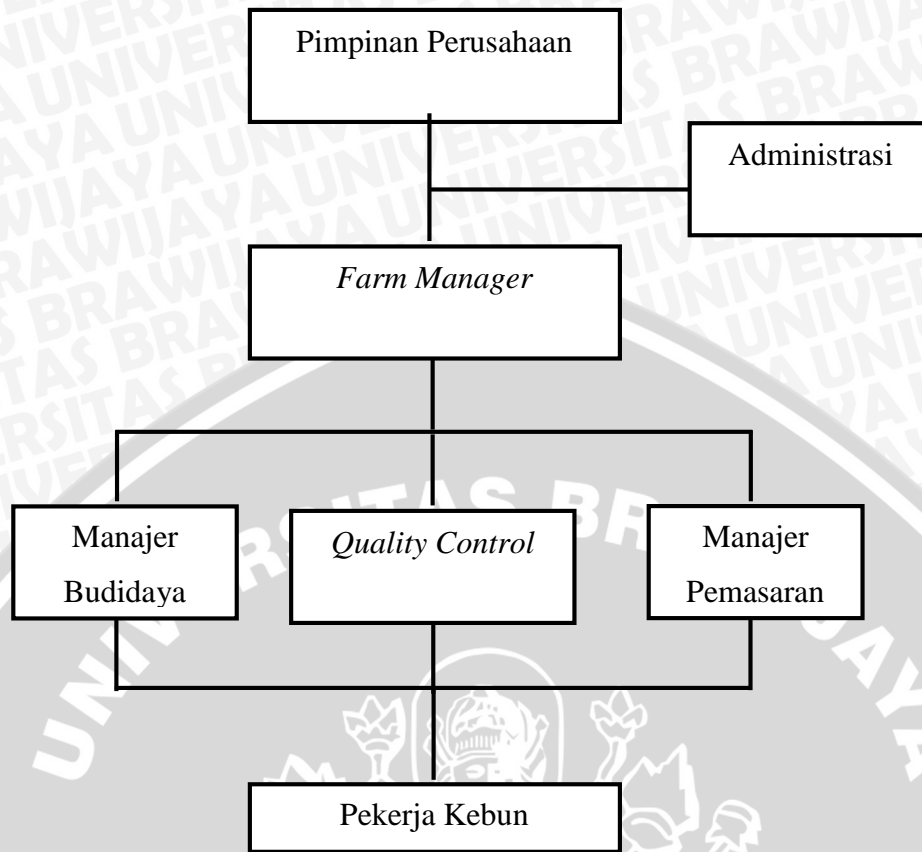 Pimpinan Perusahaan
Administrasi
Farm Manager
Manajer
Budidaya
Quality Control
Manajer
Pemasaran
Pekerja Kebun